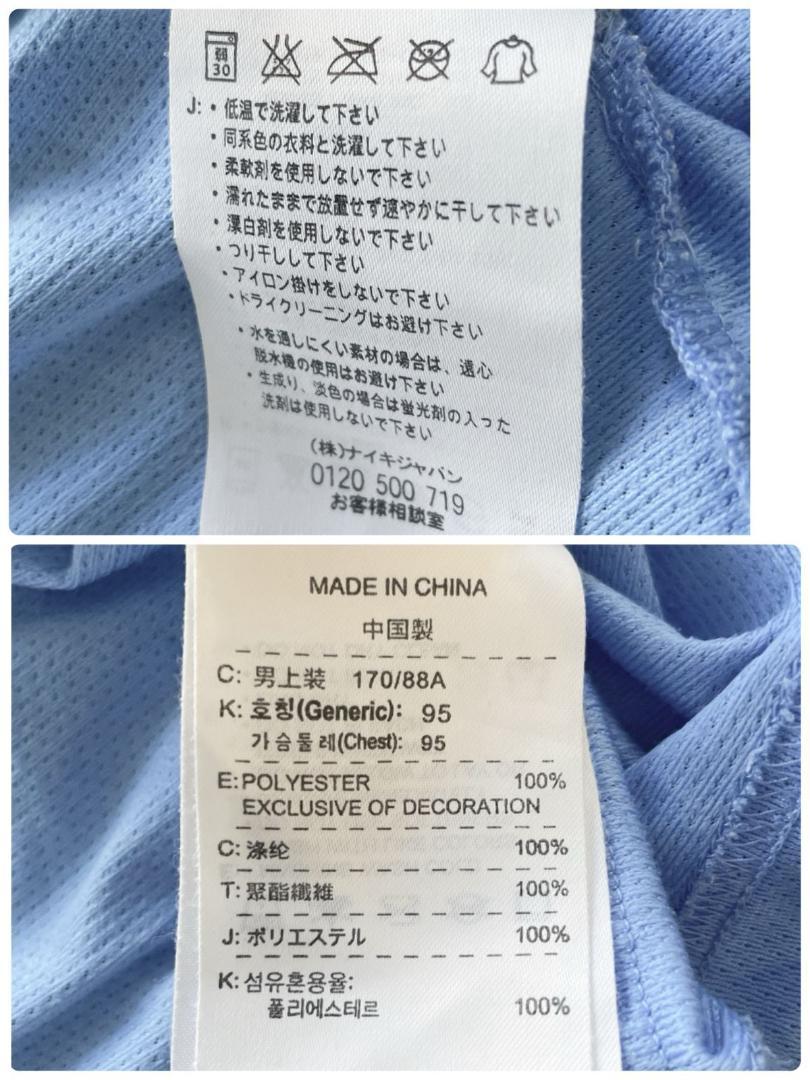 弱
30
J: ・低温で洗濯して下さい
・同系色の衣料と洗濯して下さい
・柔軟剤を使用しないで下さい
・濡れたままで放置せず速やかに干して下さい
・漂白剤を使用しないで下さい
・つり干しして下さい
・アイロン掛けをしないで下さい
・ドライクリーニングはお避け下さい
・水を通しにくい素材の場合は、遠心
脱水機の使用はお避け下さい
・生成り、淡色の場合は蛍光剤の入った
洗剤は使用しないで下さい
(株)ナイキジャパン
0120 500 719
お客様相談室
MADE IN CHINA
中国製
C: 男上装 170/88A
K: 호칭(Generic): 95
가슴둘레(Chest): 95
E: POLYESTER 100%
EXCLUSIVE OF DECORATION
C: 涤纶 100%
T: 聚酯纖維 100%
J: ポリエステル 100%
K: 섬유혼용율:
폴리에스테르 100%